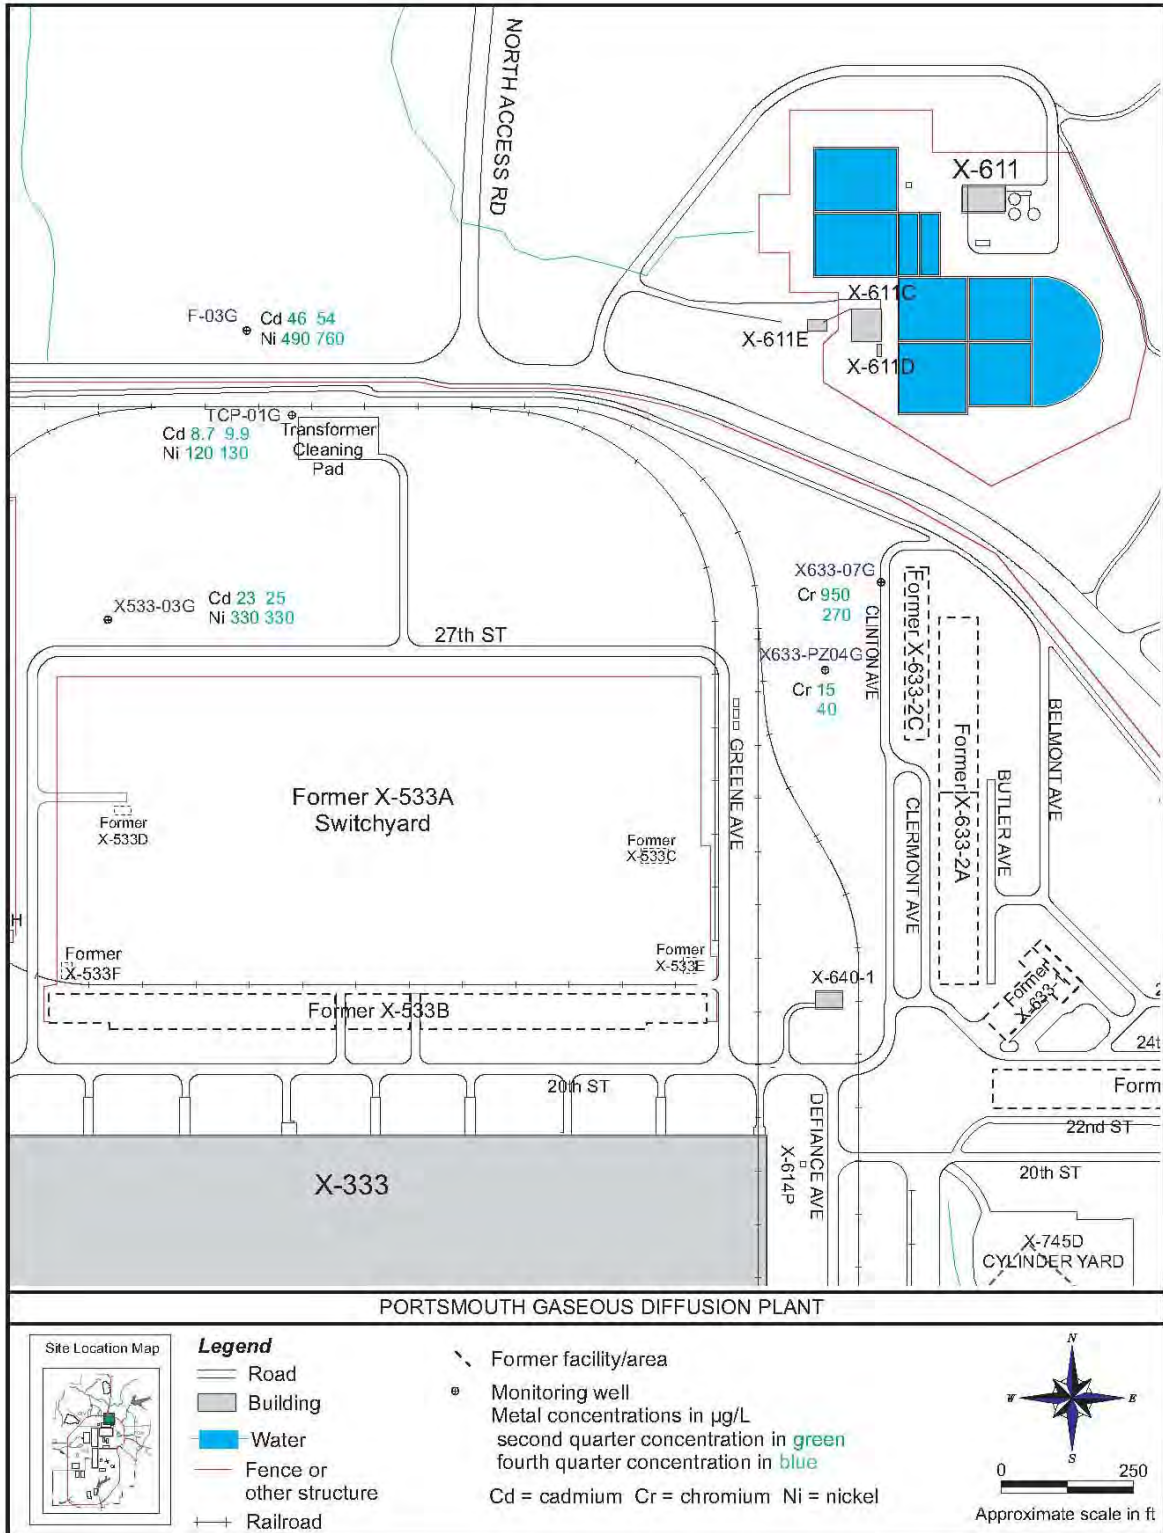 NORTH ACCESS RD
X-611
X-611C
X-611E
X-611D
F-03G
Cd 46 54
Ni 490 760
TCP-01G
Cd 8.7 9.9
Ni 120 130
Transformer
Cleaning
Pad
X533-03G
Cd 23 25
Ni 330 330
27th ST
X633-07G
Cr 950
270
X633-PZ04G
Cr 15
40
CLINTON AVE
Former X-633-2C
Former X-633-2A
BELMONT AVE
BUTLER AVE
CLERMONT AVE
GREENE AVE
Former X-533A
Switchyard
Former
X-533D
Former
X-533C
H
Former
X-533F
Former
X-533E
Former X-533B
X-640-1
Former
X-633-1
24t
20th ST
Form
22nd ST
20th ST
DEFIANCE AVE
X-614P
X-333
X-745D
CYLINDER YARD
PORTSMOUTH GASEOUS DIFFUSION PLANT
Site Location Map
Legend
Road
Building
Water
Fence or
other structure
Railroad
Former facility/area
Monitoring well
Metal concentrations in µg/L
second quarter concentration in green
fourth quarter concentration in blue
Cd = cadmium Cr = chromium Ni = nickel
N
W E
S
0 250
Approximate scale in ft